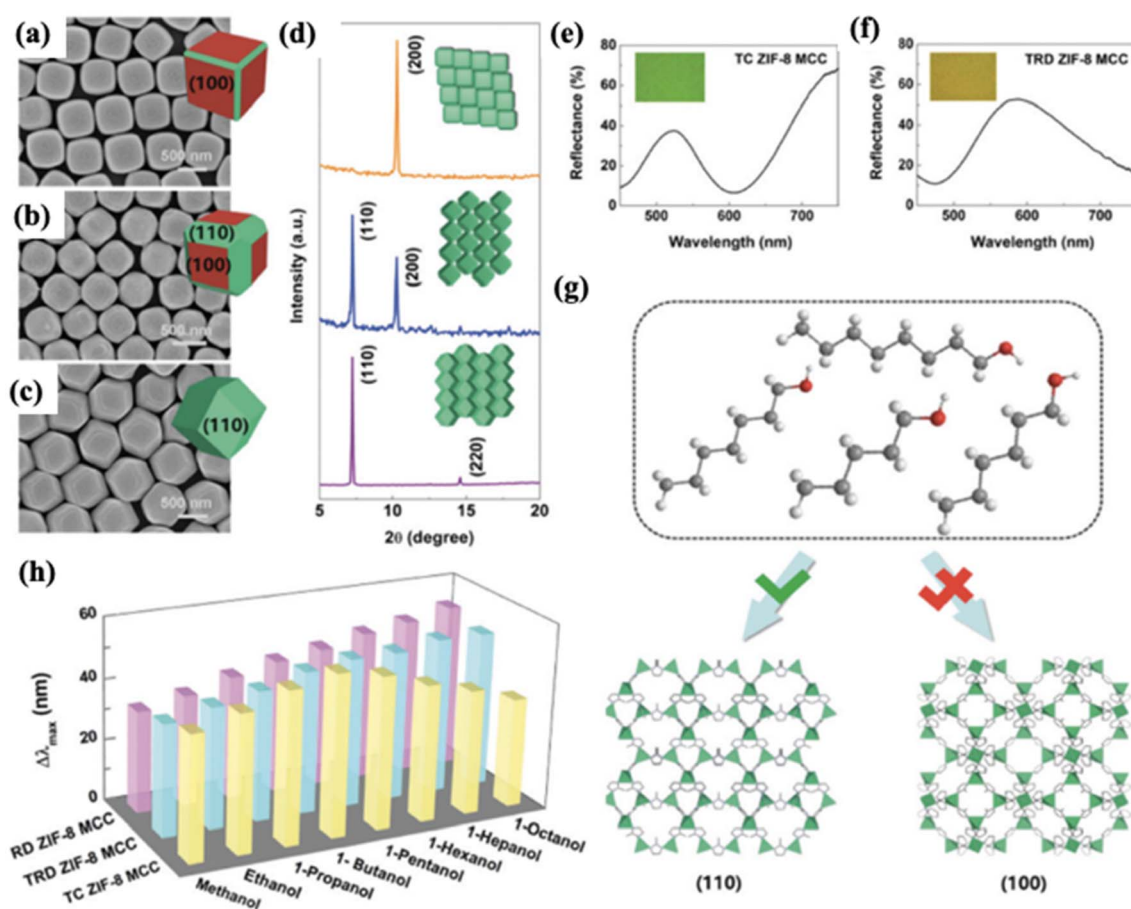 (a)
(100)
500 nm
(b)
(110)
(100)
500 nm
(c)
(110)
500 nm
(d)
(200)
(110)
(200)
(110)
(220)
Intensity (a.u.)
5 10 15 20
2θ (degree)
(e)
TC ZIF-8 MCC
80
60
40
20
0
Reflectance (%)
500 600 700
Wavelength (nm)
(f)
TRD ZIF-8 MCC
80
60
40
20
0
Reflectance (%)
500 600 700
Wavelength (nm)
(g)
(110)
(100)
(h)
60
40
20
0
Δλmax (nm)
RD ZIF-8 MCC
TRD ZIF-8 MCC
TC ZIF-8 MCC
Methanol
Ethanol
1-Propanol
1- Butanol
1-Pentanol
1-Hexanol
1-Hepanol
1-Octanol